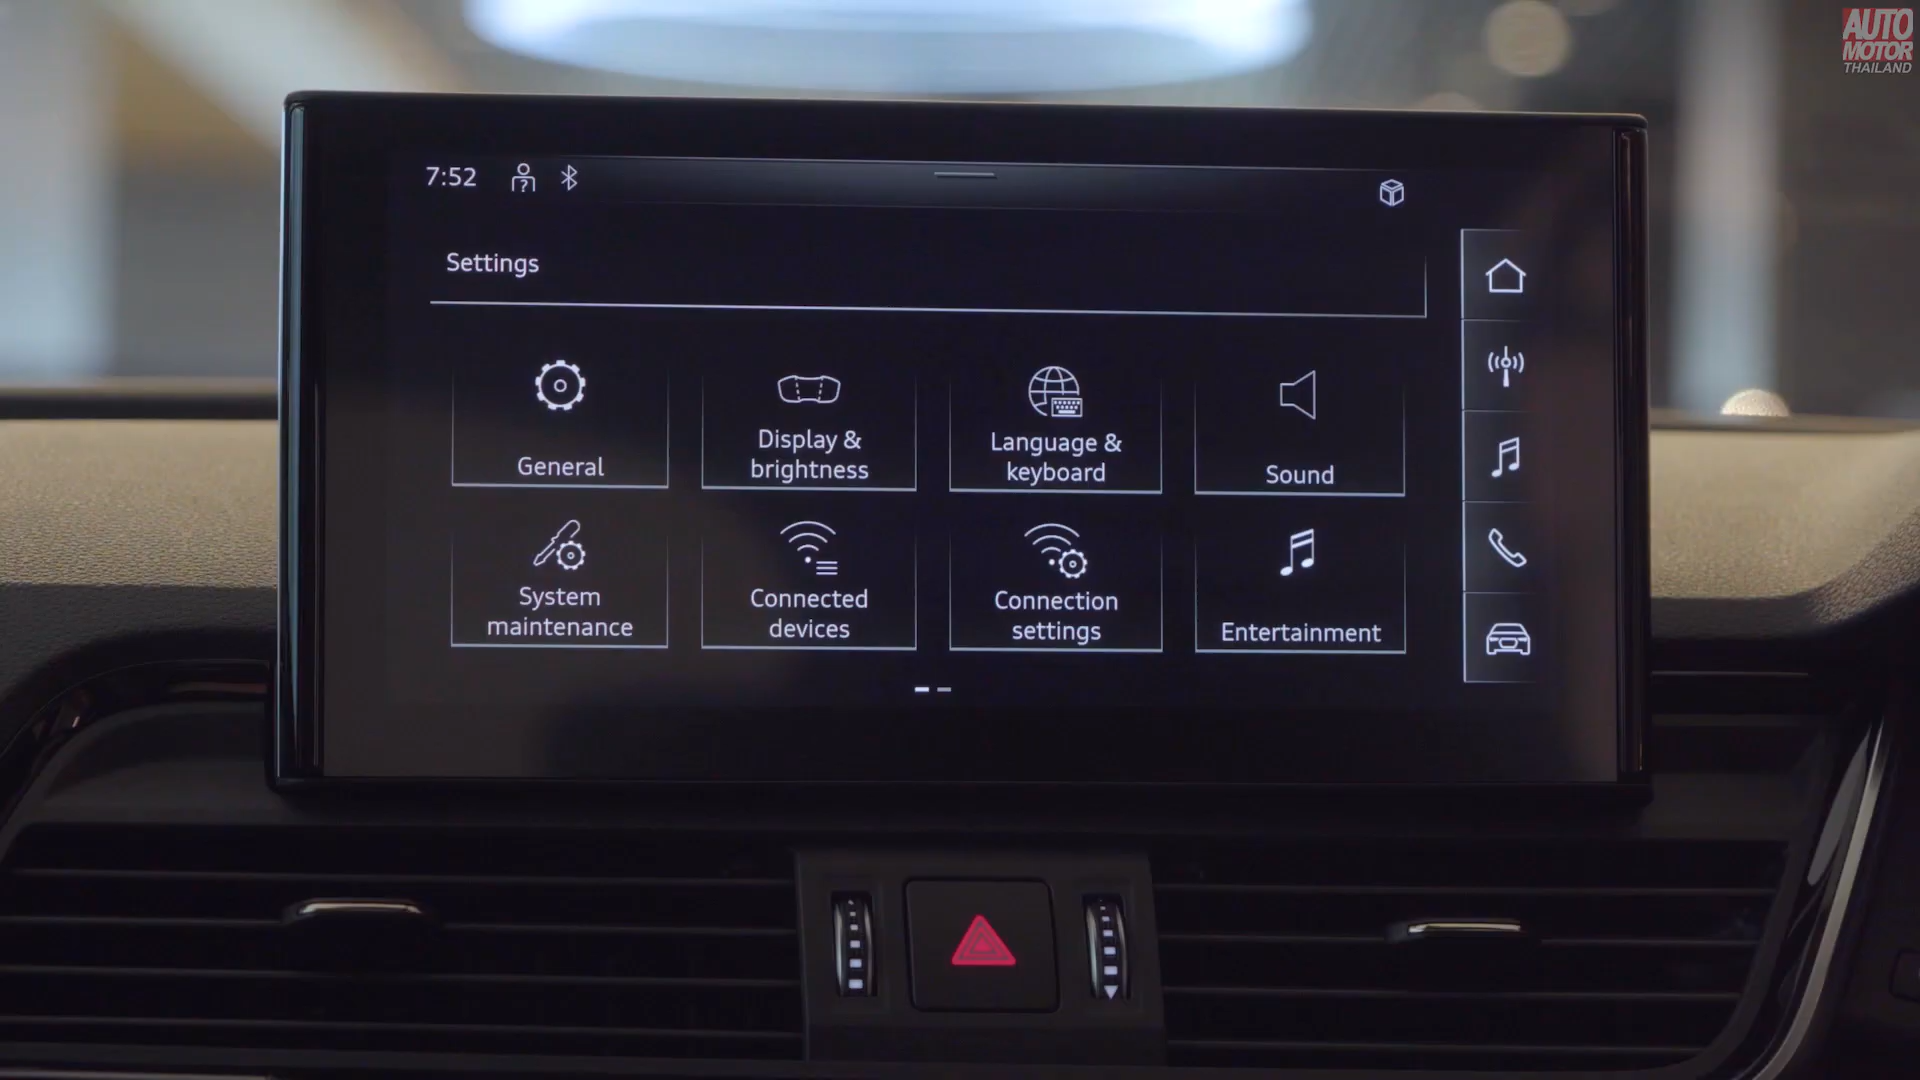 AUTO
MOTOR
THAILAND
7:52
Settings
General
Display &
brightness
Language &
keyboard
Sound
System
maintenance
Connected
devices
Connection
settings
Entertainment